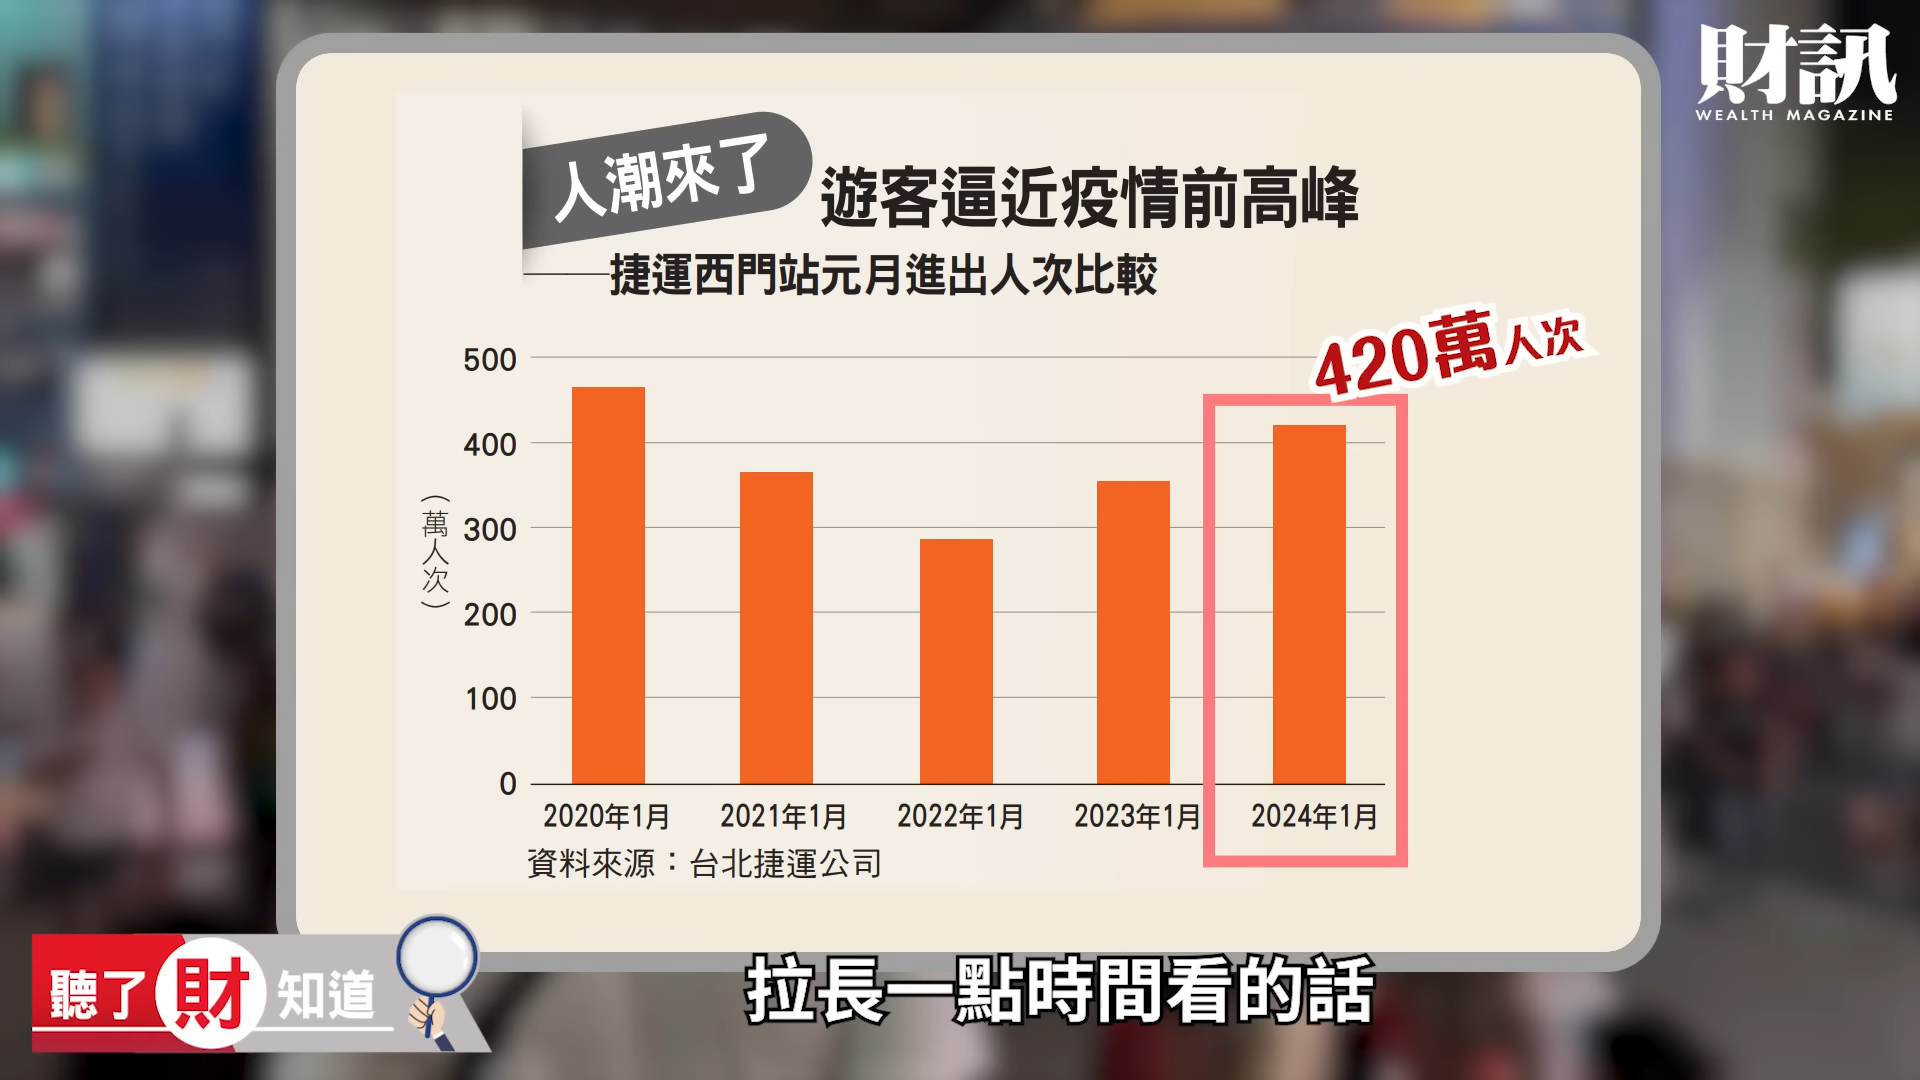 財訊
WEALTH MAGAZINE
人潮來了
遊客逼近疫情前高峰
——捷運西門站元月進出人次比較
420萬人次
(萬人次)
500
400
300
200
100
0
2020年1月 2021年1月 2022年1月 2023年1月 2024年1月
資料來源：台北捷運公司
聽了財知道
拉長一點時間看的話